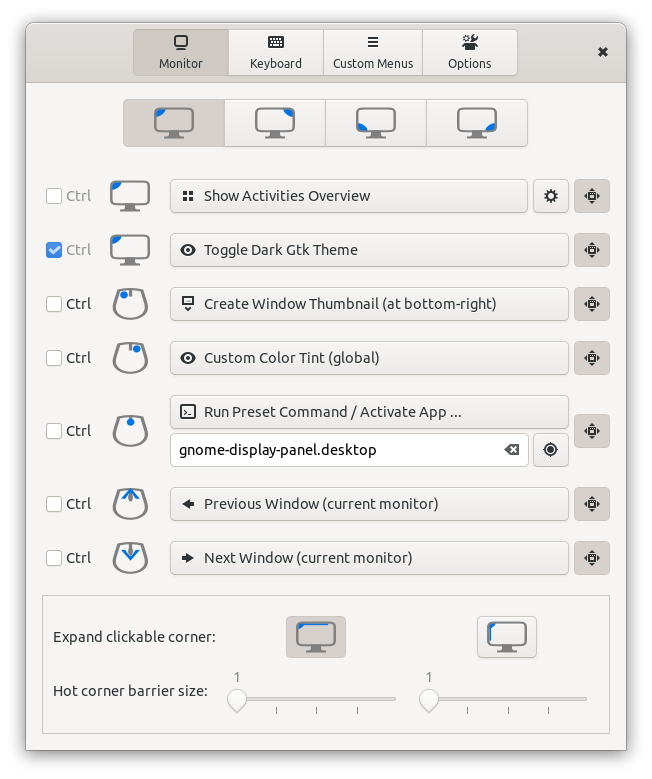 Monitor Keyboard Custom Menus Options
Ctrl Show Activities Overview
Ctrl Toggle Dark Gtk Theme
Ctrl Create Window Thumbnail (at bottom-right)
Ctrl Custom Color Tint (global)
Run Preset Command / Activate App ...
Ctrl
gnome-display-panel.desktop
Ctrl Previous Window (current monitor)
Ctrl Next Window (current monitor)
Expand clickable corner:
1 1
Hot corner barrier size: